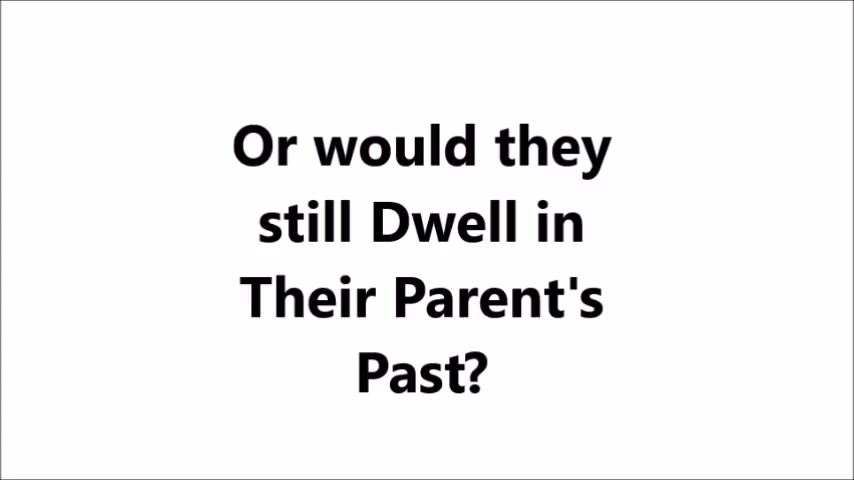 Or would they
still Dwell in
Their Parent's
Past?